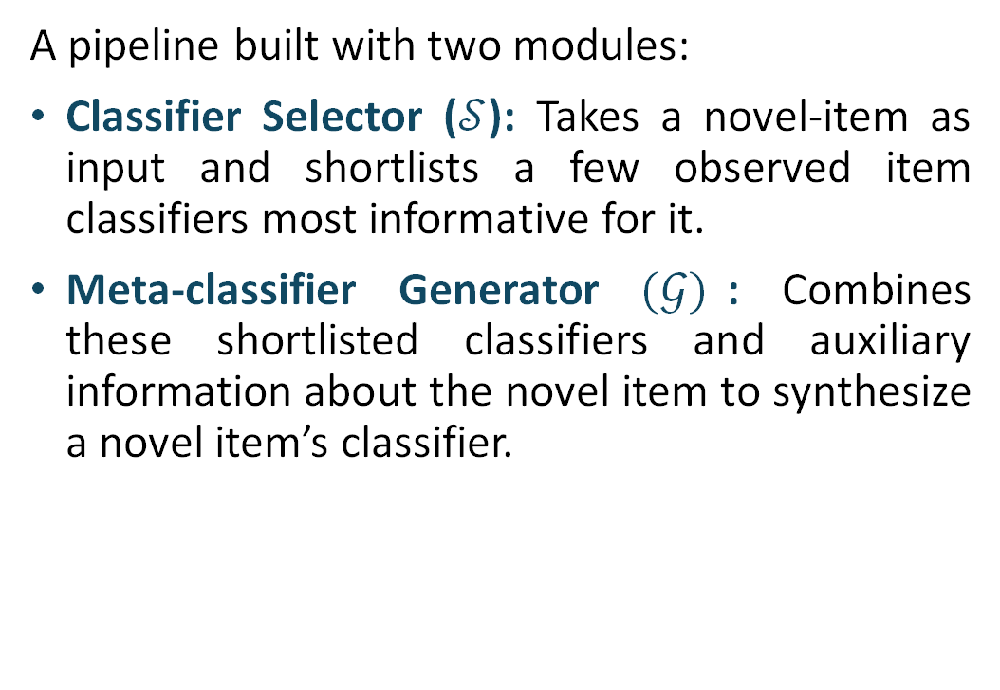 A pipeline built with two modules:
• Classifier Selector (𝒮): Takes a novel-item as
input and shortlists a few observed item
classifiers most informative for it.
• Meta-classifier Generator (𝒢) : Combines
these shortlisted classifiers and auxiliary
information about the novel item to synthesize
a novel item’s classifier.